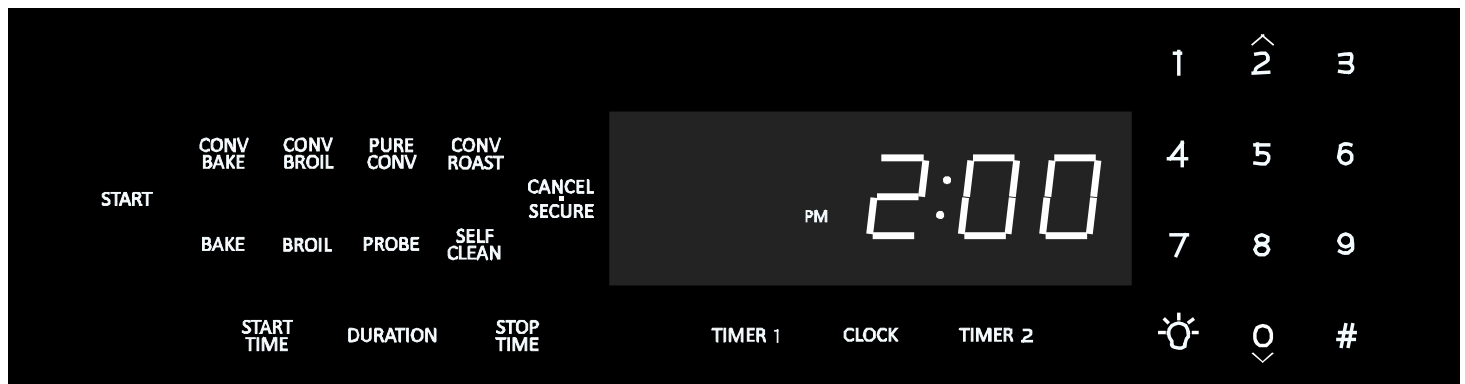 1 2 3
CONV CONV PURE CONV
BAKE BROIL CONV ROAST
4 5 6
CANCEL
START
SECURE
PM 2:00
BAKE BROIL PROBE SELF
CLEAN
7 8 9
START DURATION STOP
TIME TIME
TIMER 1 CLOCK TIMER 2
0 #